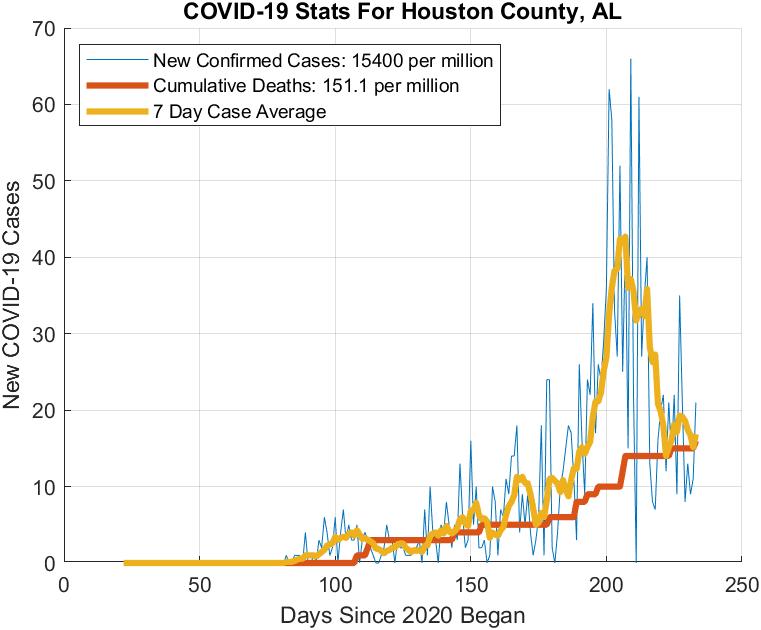 COVID-19 Stats For Houston County, AL
New Confirmed Cases: 15400 per million
Cumulative Deaths: 151.1 per million
7 Day Case Average
New COVID-19 Cases
70
60
50
40
30
20
10
0
0 50 100 150 200 250
Days Since 2020 Began